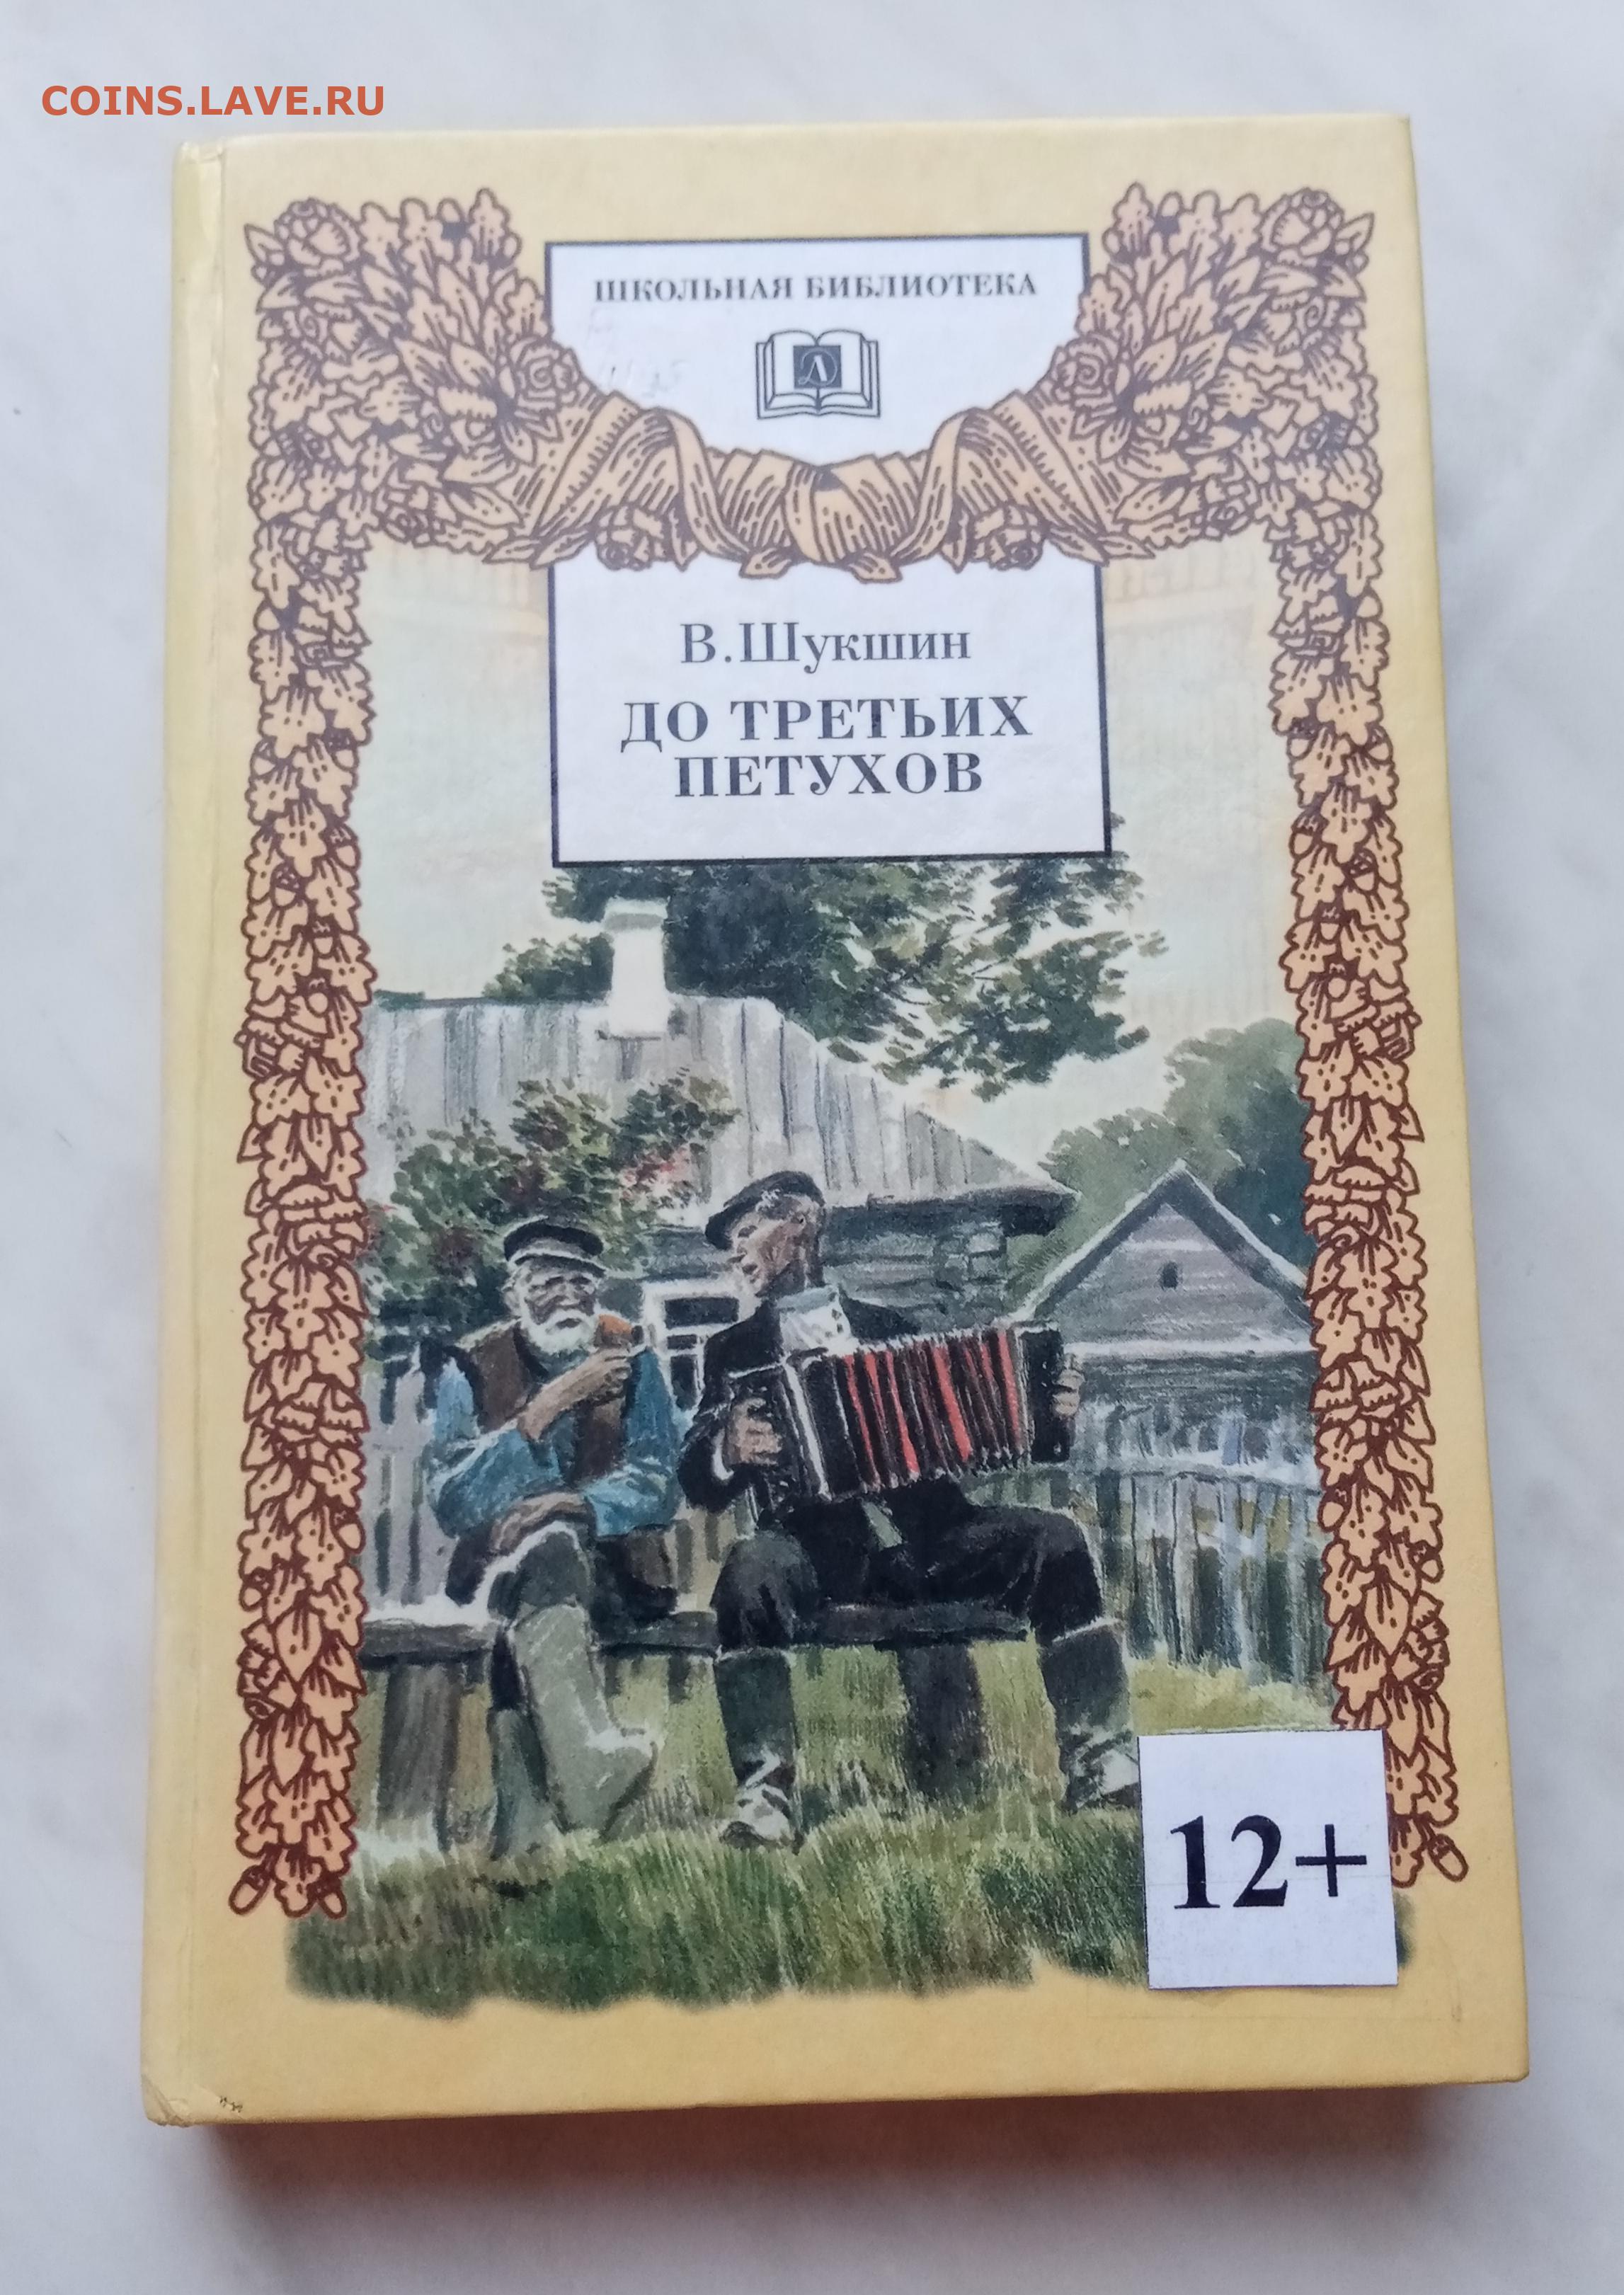 COINS.LAVE.RU
ШКОЛЬНАЯ БИБЛИОТЕКА
Д
В.Шукшин
ДО ТРЕТЬИХ
ПЕТУХОВ
12+